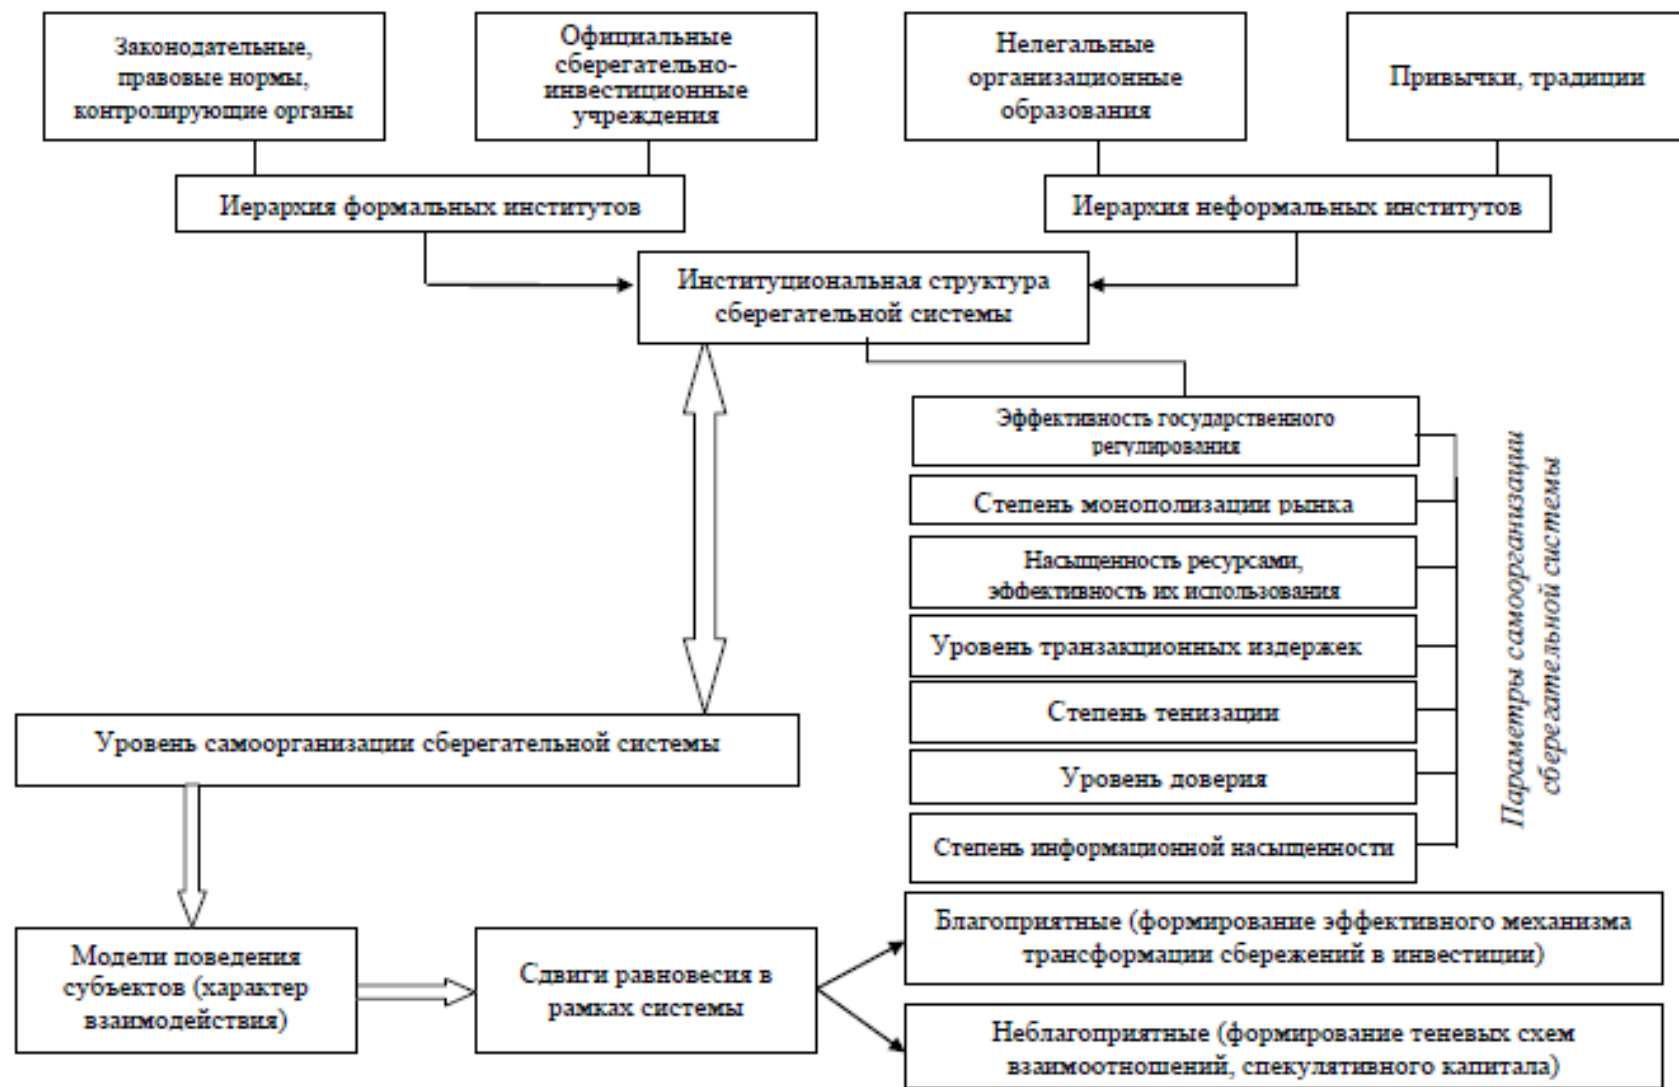 Законодательные,
правовые нормы,
контролирующие органы
Официальные
сберегательно-
инвестиционные
учреждения
Нелегальные
организационные
образования
Привычки, традиции
Иерархия формальных институтов
Иерархия неформальных институтов
Институциональная структура
сберегательной системы
Эффективность государственного
регулирования
Степень монополизации рынка
Насыщенность ресурсами,
эффективность их использования
Уровень транзакционных издержек
Степень тенизации
Уровень доверия
Степень информационной насыщенности
Параметры самоорганизации
сберегательной системы
Уровень самоорганизации сберегательной системы
Модели поведения
субъектов (характер
взаимодействия)
Сдвиги равновесия в
рамках системы
Благоприятные (формирование эффективного механизма
трансформации сбережений в инвестиции)
Неблагоприятные (формирование теневых схем
взаимоотношений, спекулятивного капитала)